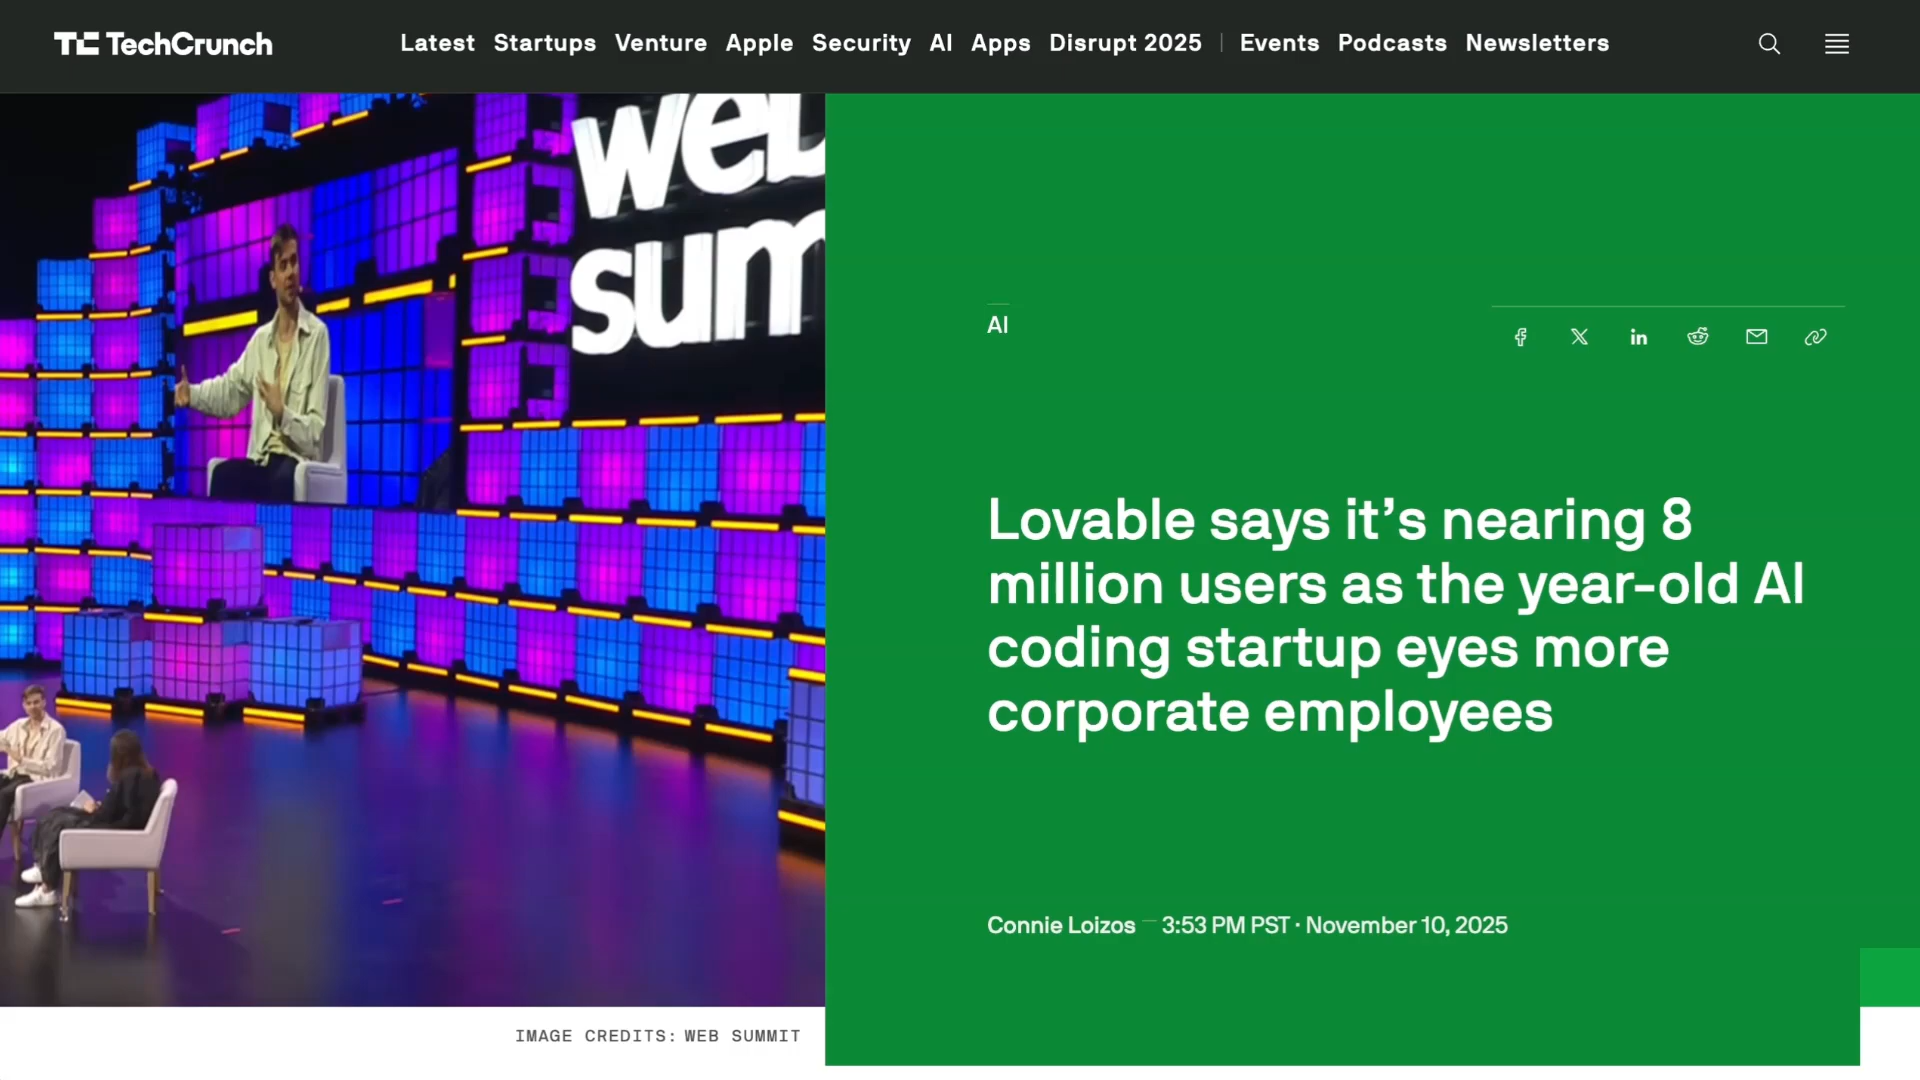 TechCrunch
Latest Startups Venture Apple Security AI Apps Disrupt 2025 | Events Podcasts Newsletters
web
sum
AI
Lovable says it’s nearing 8
million users as the year-old AI
coding startup eyes more
corporate employees
Connie Loizos — 3:53 PM PST · November 10, 2025
IMAGE CREDITS: WEB SUMMIT